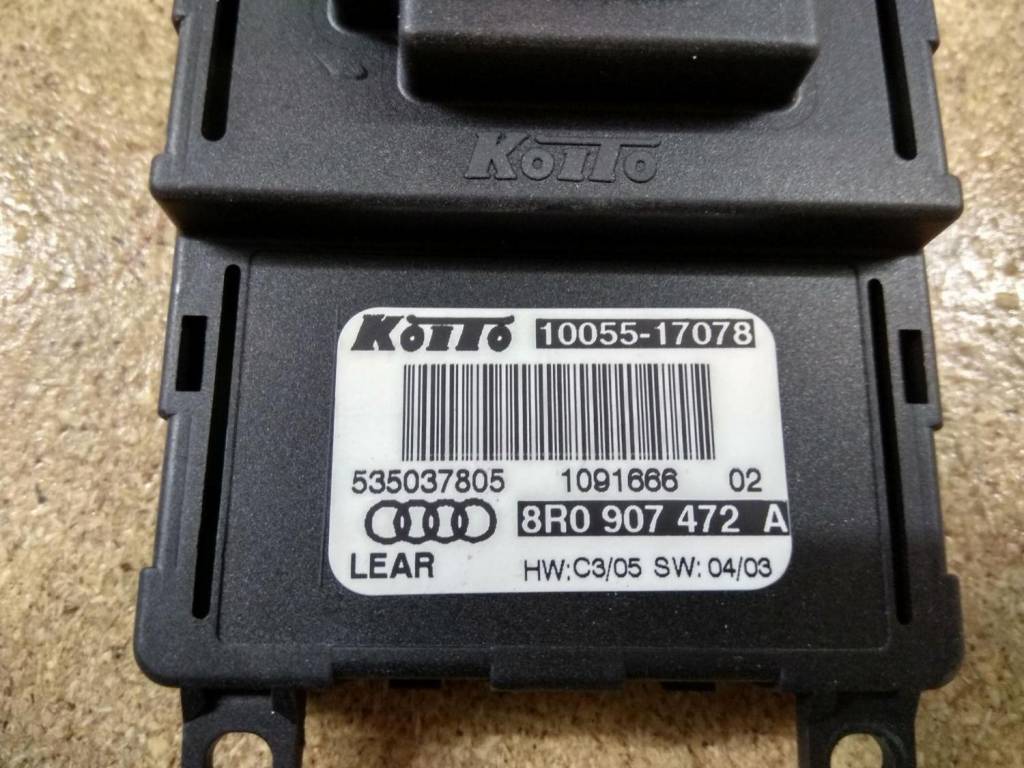 KOITO
KOITO 10055-17078
535037805 1091666 02
8R0 907 472 A
LEAR HW:C3/05 SW: 04/03